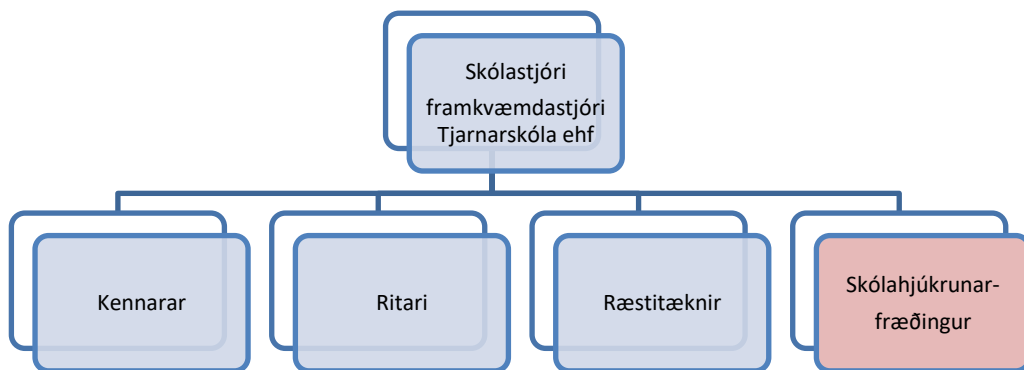 Skólastjóri
framkvæmdastjóri
Tjarnarskóla ehf
Kennarar
Ritari
Ræstitæknir
Skólahjúkrunar-
fræðingur